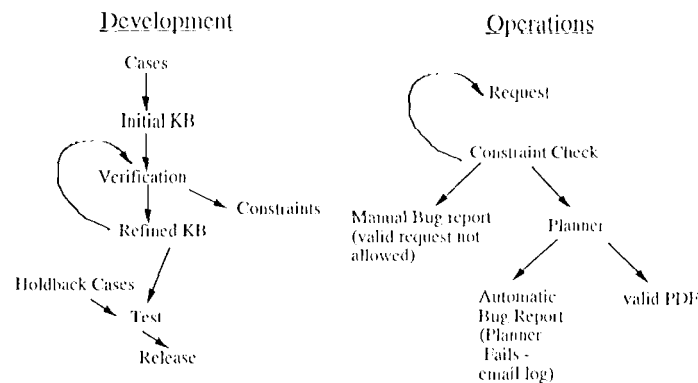 Development
Cases
Initial KB
Verification
Constraints
Refined KB
Holdback Cases
Test
Release
Operations
Request
Constraint Check
Manual Bug report
(valid request not
allowed)
Planner
Automatic
Bug Report
(Planner
Fails -
email log)
valid PDF